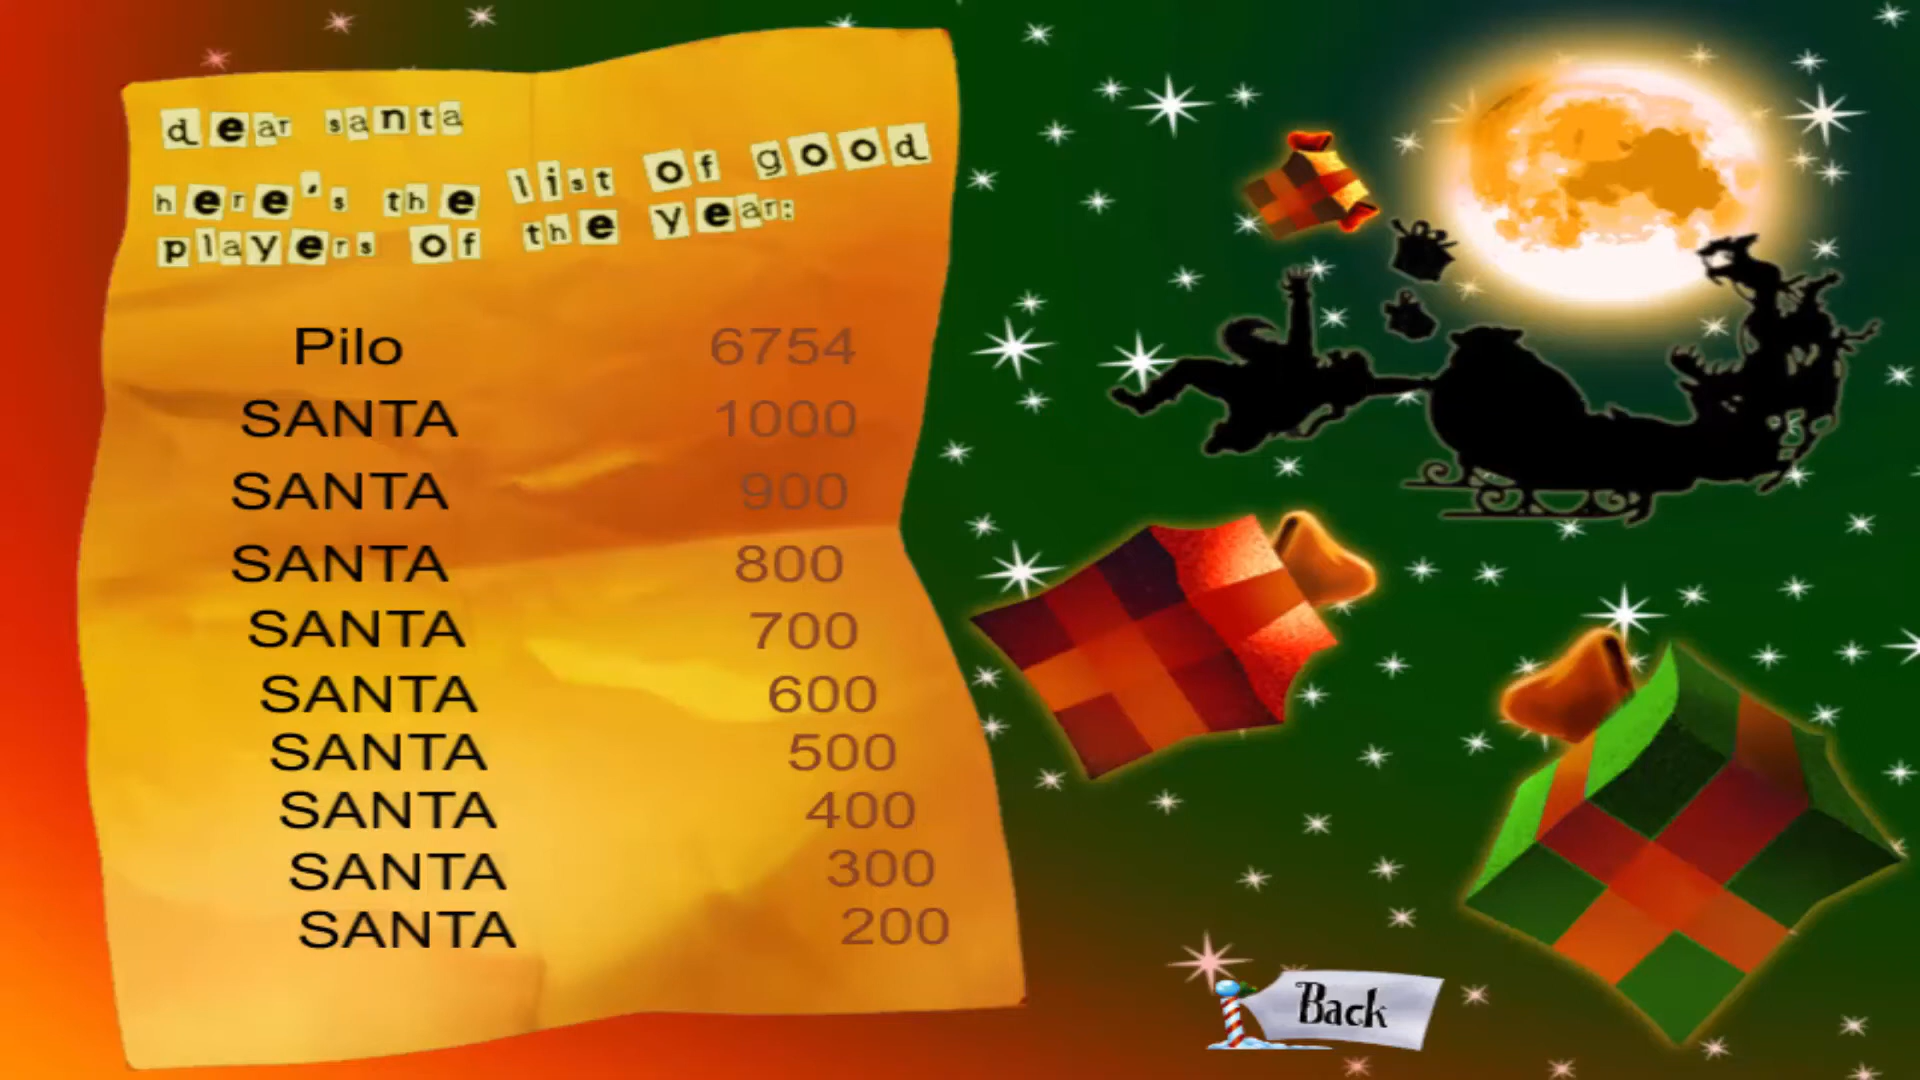 dear santa
here's the list of good
players of the year:
Pilo 6754
SANTA 1000
SANTA 900
SANTA 800
SANTA 700
SANTA 600
SANTA 500
SANTA 400
SANTA 300
SANTA 200
Back